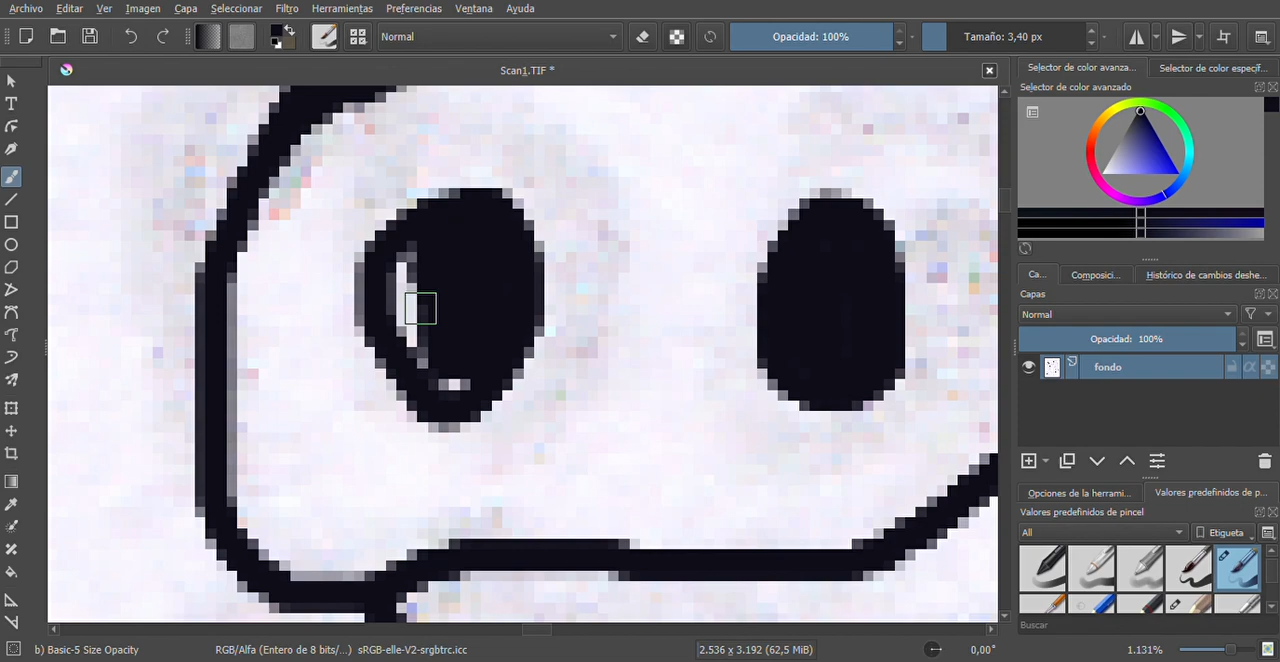 Archivo Editar Ver Imagen Capa Seleccionar Filtro Herramientas Preferencias Ventana Ayuda
Normal Opacidad: 100% Tamaño: 3,40 px
Scan1.TIF *
Selector de color avanza... Selector de color específ...
Selector de color avanzado
Ca... Composici... Histórico de cambios deshe...
Capas
Normal
Opacidad: 100%
fondo
Opciones de la herrami... Valores predefinidos de p...
Valores predefinidos de pincel
All Etiqueta
Buscar
b) Basic-5 Size Opacity RGB/Alfa (Entero de 8 bits/...) sRGB-elle-V2-srgbtrc.icc 2.536 x 3.192 (62,5 MiB) 0,00° 1.131%